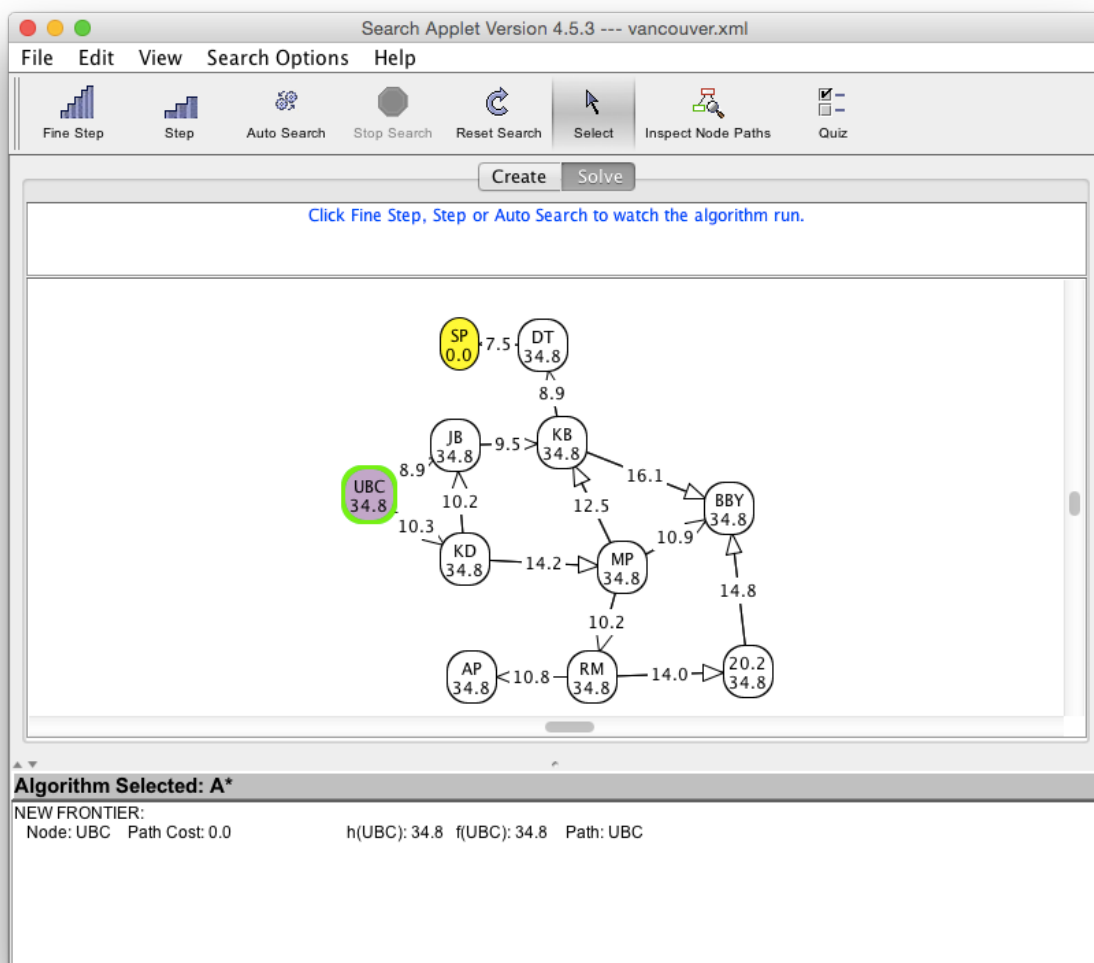 Search Applet Version 4.5.3 --- vancouver.xml
File Edit View Search Options Help
Fine Step Step Auto Search Stop Search Reset Search Select Inspect Node Paths Quiz
Create Solve
Click Fine Step, Step or Auto Search to watch the algorithm run.
SP
0.0
7.5
DT
34.8
8.9
JB
34.8
9.5
KB
34.8
8.9
16.1
UBC
34.8
10.2
12.5
BBY
34.8
10.3
10.9
KD
34.8
14.2
MP
34.8
14.8
10.2
AP
34.8
10.8
RM
34.8
14.0
20.2
34.8
Algorithm Selected: A*
NEW FRONTIER:
Node: UBC Path Cost: 0.0 h(UBC): 34.8 f(UBC): 34.8 Path: UBC